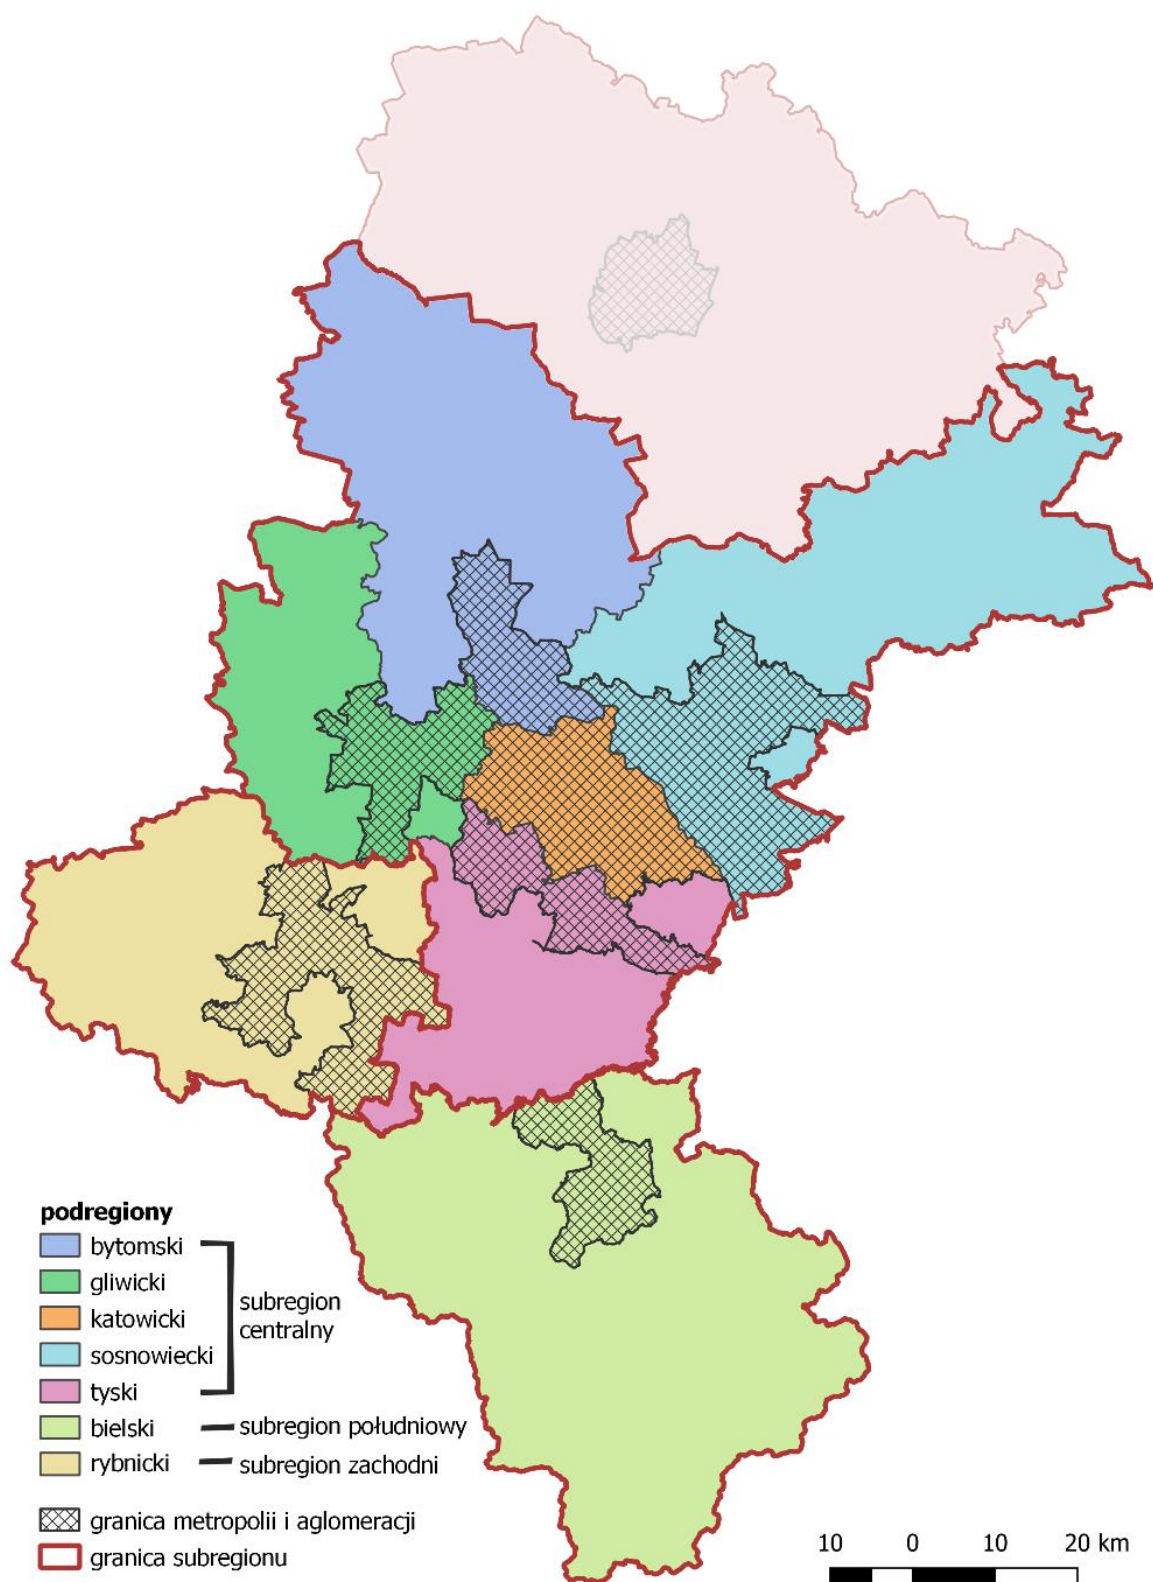 podregiony
bytomski
gliwicki
katowicki
sosnowiecki
tyski
bielski
rybnicki
subregion
centralny
subregion południowy
subregion zachodni
granica metropolii i aglomeracji
granica subregionu
10 0 10 20 km